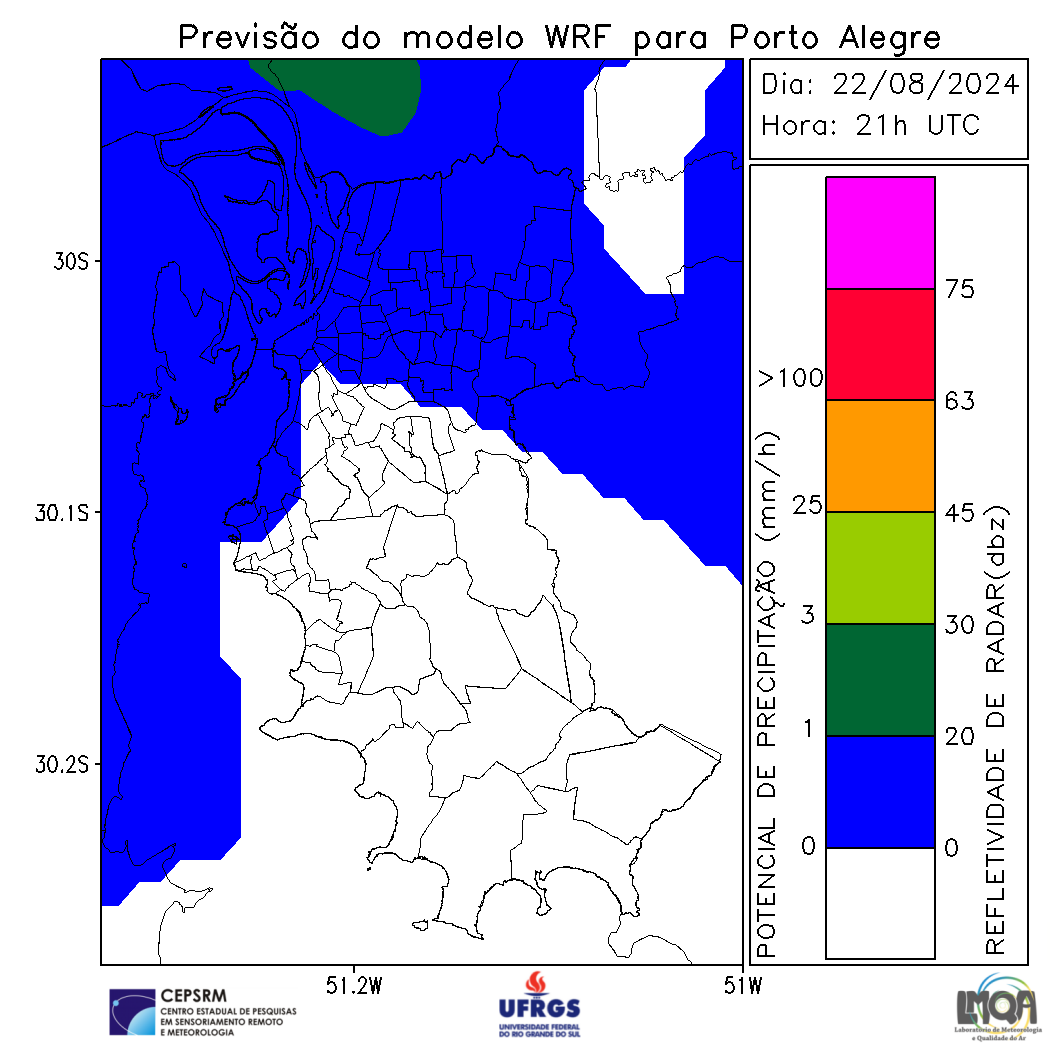 Previsão do modelo WRF para Porto Alegre
Dia: 22/08/2024
Hora: 21h UTC
30S
30.1S
30.2S
51.2W
51W
POTENCIAL DE PRECIPITAÇÃO (mm/h)
>100
25
3
1
0
75
63
45
30
20
0
REFLETIVIDADE DE RADAR(dbz)
CEPSRM
CENTRO ESTADUAL DE PESQUISAS
EM SENSORIAMENTO REMOTO
E METEOROLOGIA
UFRGS
UNIVERSIDADE FEDERAL
DO RIO GRANDE DO SUL
LMQA
Laboratório de Meteorologia
e Qualidade do Ar